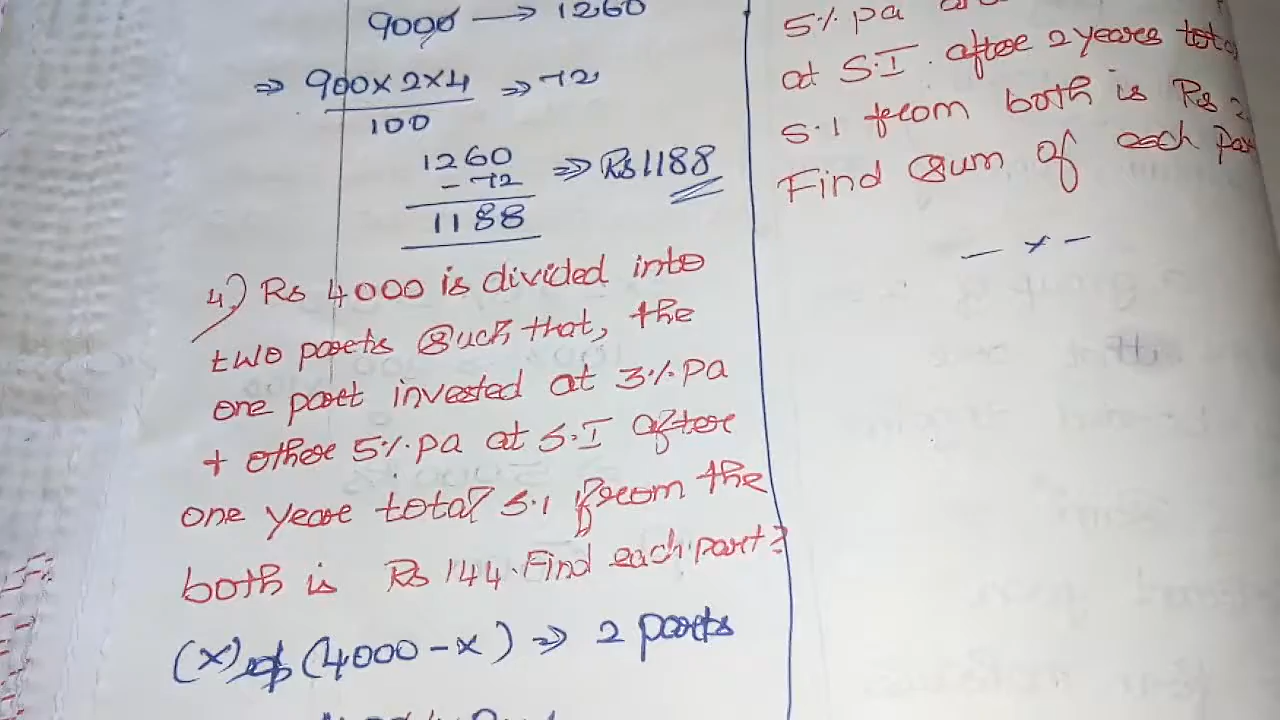 9000 → 1260
⇒ 900×2×4 ⇒ 72
100
1260
- 72 ⇒ Rs 1188
1188
4) Rs 4000 is divided into
two parts such that, the
one part invested at 3% pa
+ other 5% pa at S.I after
one year total S.I from the
both is Rs 144. Find each part?
(x) (4000 - x) ⇒ 2 parts
5% pa
at S.I. after 2 years
S.I from both is Rs
Find sum of each
— x —